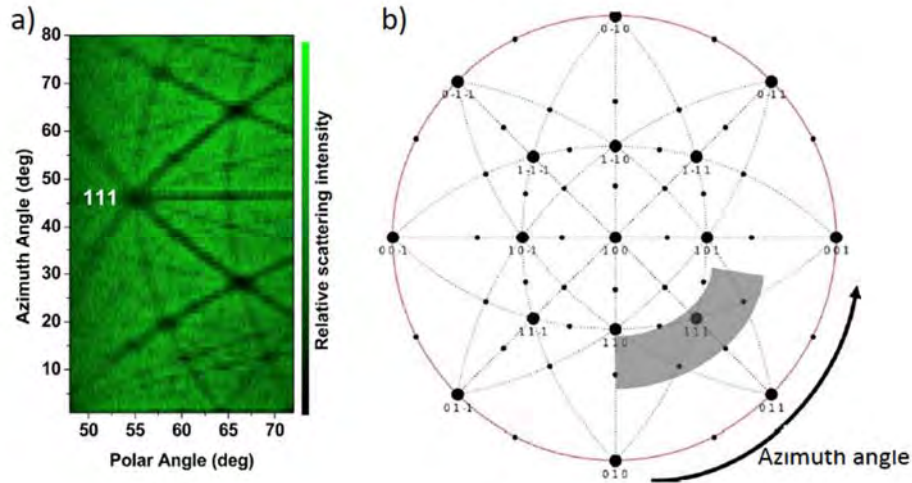 a)
80
70
60
50
40
30
20
10
111
50
55
60
65
70
Azimuth Angle (deg)
Polar Angle (deg)
Relative scattering intensity
b)
0 -1 0
0 -1 -1
0 -1 1
1 -1 0
1 -1 -1
1 -1 1
0 0 -1
1 0 -1
1 0 0
1 0 1
0 0 1
1 1 -1
1 1 0
1 1 1
0 1 -1
0 1 1
0 1 0
Azimuth angle